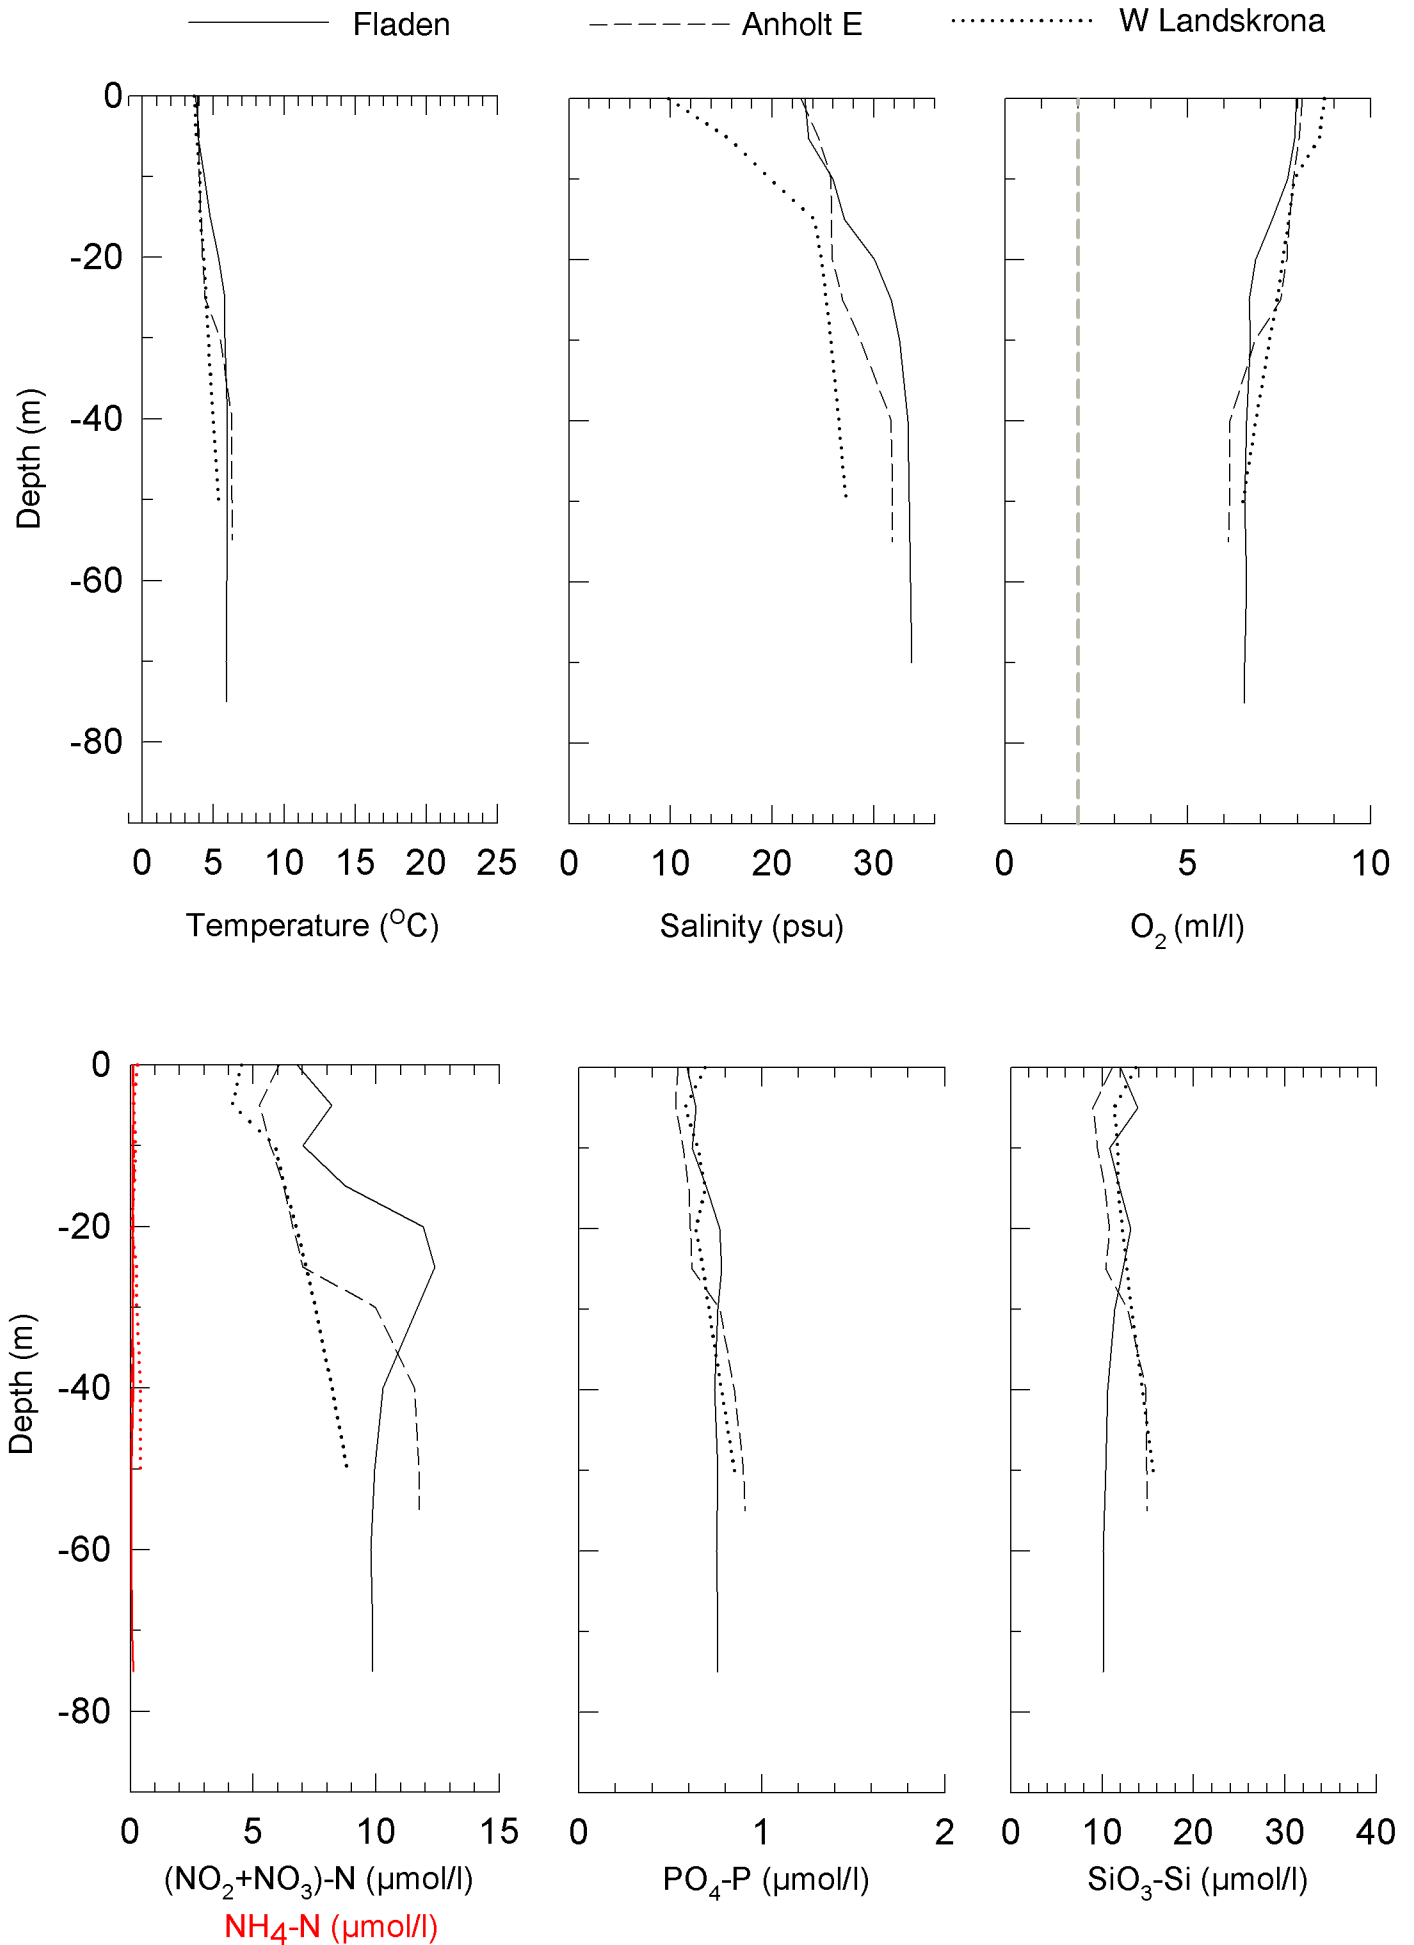 Fladen Anholt E W Landskrona
0
-20
-40
-60
-80
Depth (m)
0 5 10 15 20 25
0 10 20 30
0 5 10
Temperature (OC) Salinity (psu) O2 (ml/l)
0
-20
-40
-60
-80
Depth (m)
0 5 10 15
0 1 2
0 10 20 30 40
(NO2+NO3)-N (µmol/l) PO4-P (µmol/l) SiO3-Si (µmol/l)
NH4-N (µmol/l)